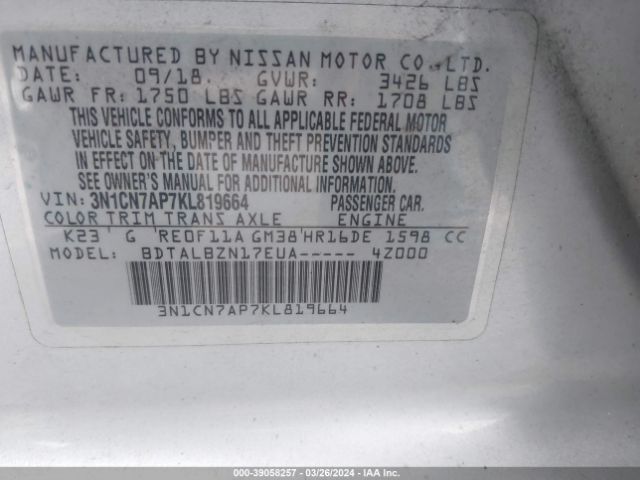 MANUFACTURED BY NISSAN MOTOR CO.,LTD.
DATE: 09/18 GVWR: 3426 LBS
GAWR FR: 1750 LBS GAWR RR: 1708 LBS
THIS VEHICLE CONFORMS TO ALL APPLICABLE FEDERAL MOTOR
VEHICLE SAFETY, BUMPER AND THEFT PREVENTION STANDARDS
IN EFFECT ON THE DATE OF MANUFACTURE SHOWN ABOVE.
SEE OWNER'S MANUAL FOR ADDITIONAL INFORMATION.
VIN: 3N1CN7AP7KL819664 PASSENGER CAR.
COLOR TRIM TRANS AXLE ENGINE
K23 G RE0F11A GM38 HR16DE 1598 CC
MODEL: BDTALBZN17EUA----- 4Z000
3N1CN7AP7KL819664
000-39058257 - 03/26/2024 - IAA Inc.